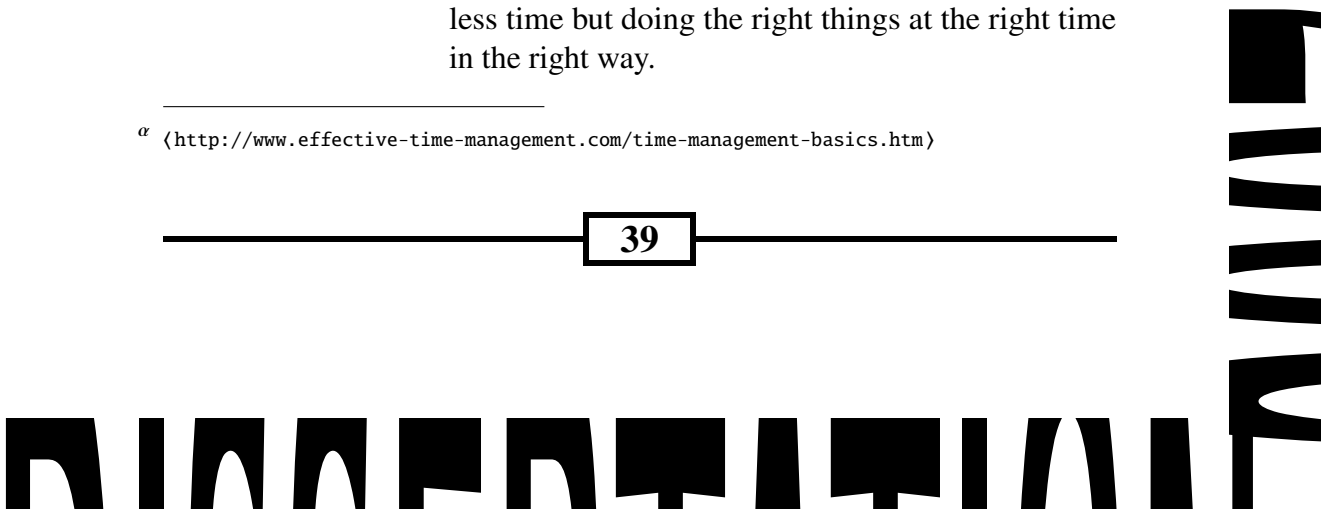 less time but doing the right things at the right time
in the right way.
α ⟨http://www.effective-time-management.com/time-management-basics.htm⟩
39
DISSERTATION